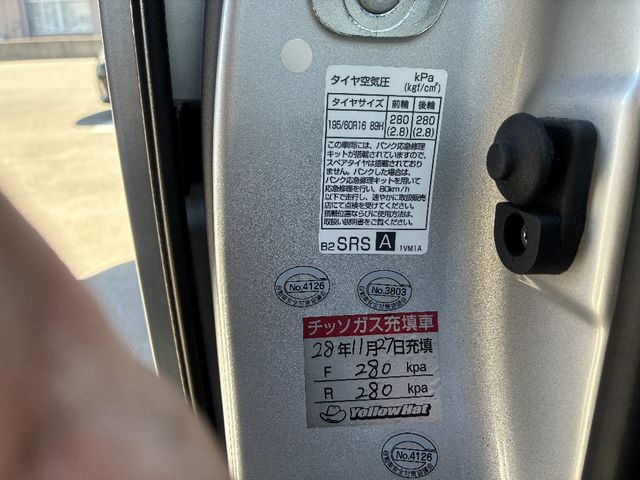 タイヤ空気圧 kPa
(kgf/cm²)
タイヤサイズ 前輪 後輪
195/60R16 89H 280 (2.8) 280 (2.8)
この車両には、パンク応急修理
キットが搭載されていますので、
スペアタイヤは搭載されており
ません。パンクした場合は、
パンク応急修理キットを用いて
応急修理を行い、80km/h
以下で走行し、速やかに取扱販売
店にて点検を受けてください。
搭載位置ならびに使用方法は、
取扱い説明書をご覧ください。
B2 SRS A 1VM1A
No.4126
No.3803
チッソガス充填車
28年11月27日充填
F 280 kpa
R 280 kpa
YellowHat
No.4126